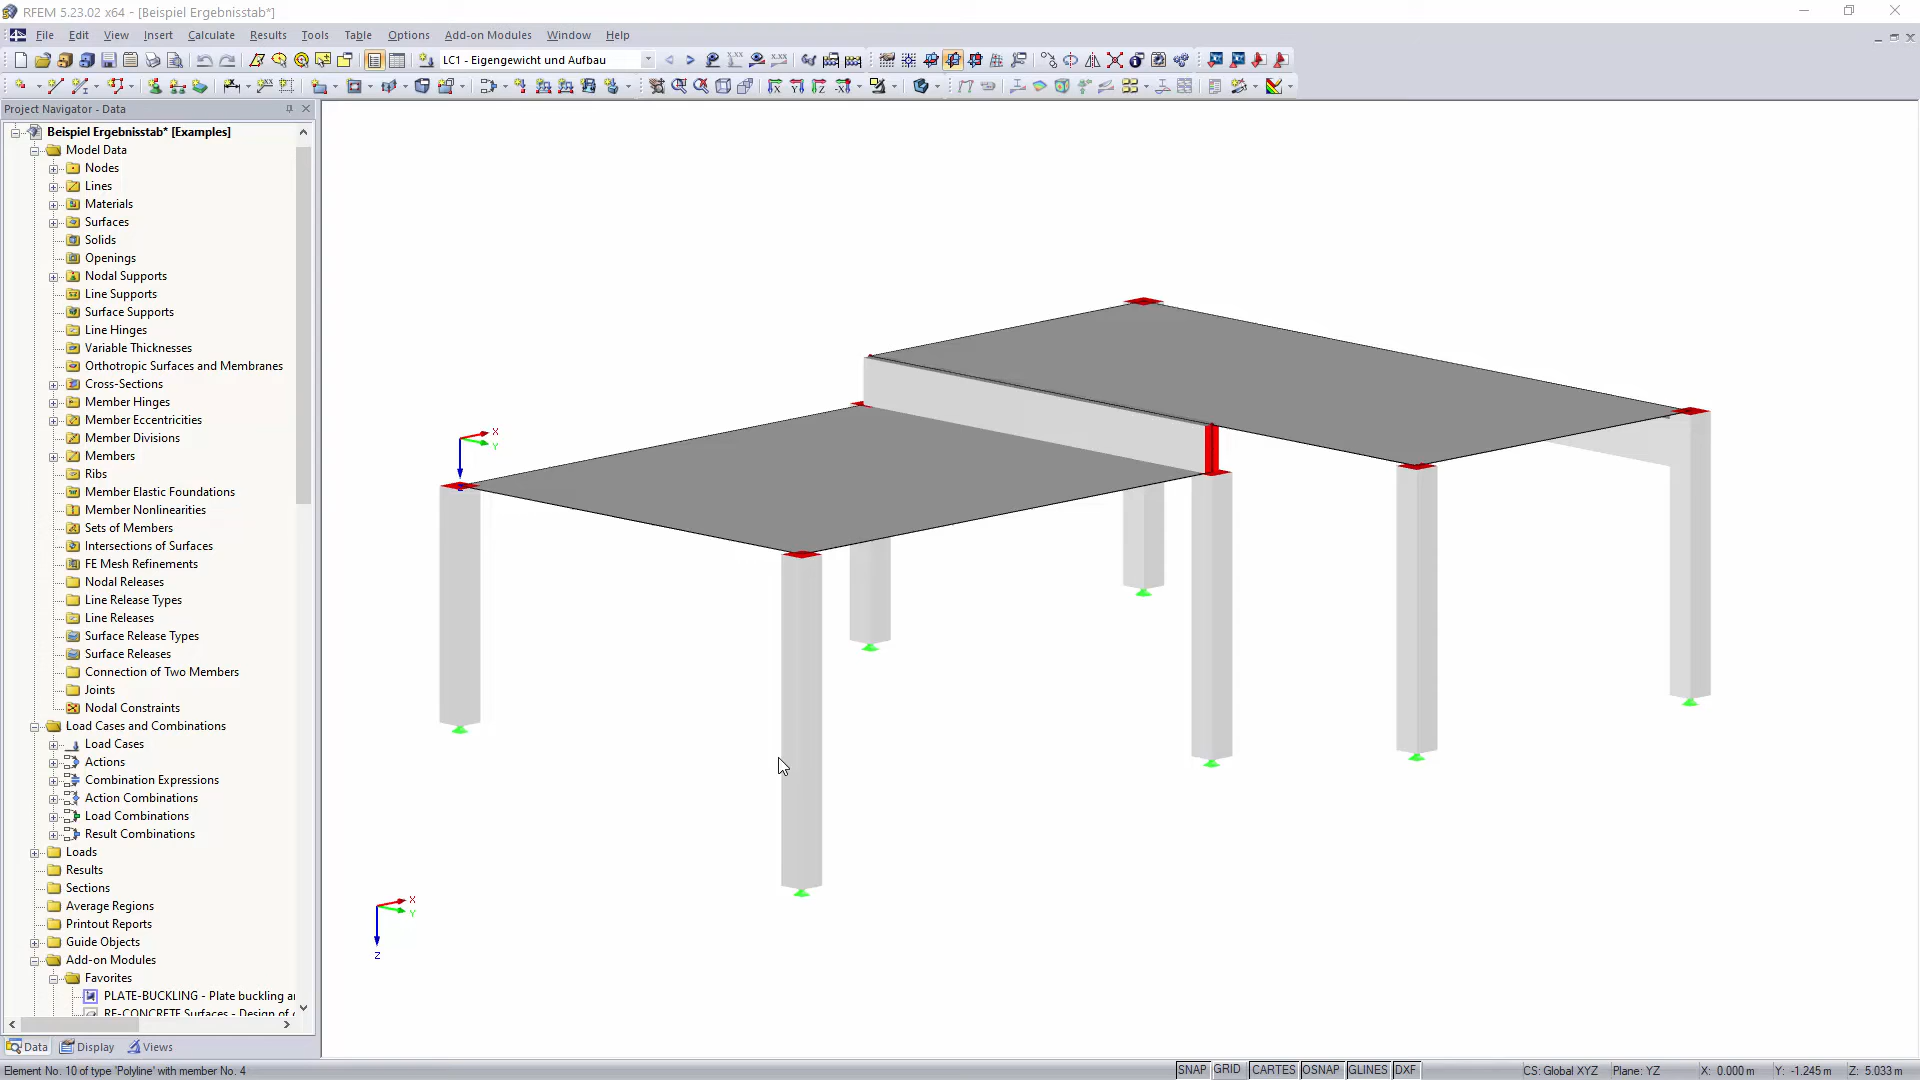 RFEM 5.23.02 x64 - [Beispiel Ergebnisstab*]
File Edit View Insert Calculate Results Tools Table Options Add-on Modules Window Help
LC1 - Eigengewicht und Aufbau
Project Navigator - Data
Beispiel Ergebnisstab* [Examples]
Model Data
Nodes
Lines
Materials
Surfaces
Solids
Openings
Nodal Supports
Line Supports
Surface Supports
Line Hinges
Variable Thicknesses
Orthotropic Surfaces and Membranes
Cross-Sections
Member Hinges
Member Eccentricities
Member Divisions
Members
Ribs
Member Elastic Foundations
Member Nonlinearities
Sets of Members
Intersections of Surfaces
FE Mesh Refinements
Nodal Releases
Line Release Types
Line Releases
Surface Release Types
Surface Releases
Connection of Two Members
Joints
Nodal Constraints
Load Cases and Combinations
Load Cases
Actions
Combination Expressions
Action Combinations
Load Combinations
Result Combinations
Loads
Results
Sections
Average Regions
Printout Reports
Guide Objects
Add-on Modules
Favorites
PLATE-BUCKLING - Plate buckling a
RF-CONCRETE Surfaces - Design of
Data Display Views
X
Y
X
Y
Z
Element No. 10 of type 'Polyline' with member No. 4
SNAP GRID CARTES OSNAP GLINES DXF
CS: Global XYZ Plane: YZ X: 0.000 m Y: -1.245 m Z: 5.033 m